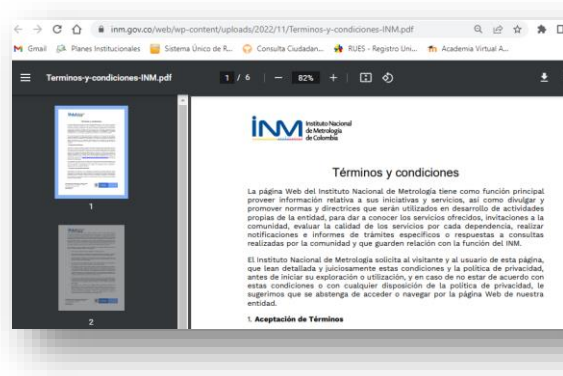 inm.gov.co/web/wp-content/uploads/2022/11/Terminos-y-condiciones-INM.pdf
Gmail Planes Institucionales Sistema Único de R... Consulta Ciudadan... RUES - Registro Uni... Academia Virtual A...
Terminos-y-condiciones-INM.pdf 1 / 6 82%
1
2
INM Instituto Nacional
de Metrología
de Colombia
Términos y condiciones
La página Web del Instituto Nacional de Metrología tiene como función principal
proveer información relativa a sus iniciativas y servicios, así como divulgar y
promover normas y directrices que serán utilizados en desarrollo de actividades
propias de la entidad, para dar a conocer los servicios ofrecidos, invitaciones a la
comunidad, evaluar la calidad de los servicios por cada dependencia, realizar
notificaciones e informes de trámites específicos o respuestas a consultas
realizadas por la comunidad y que guarden relación con la función del INM.
El Instituto Nacional de Metrología solicita al visitante y al usuario de esta página,
que lean detallada y juiciosamente estas condiciones y la política de privacidad,
antes de iniciar su exploración o utilización, y en caso de no estar de acuerdo con
estas condiciones o con cualquier disposición de la política de privacidad, le
sugerimos que se abstenga de acceder o navegar por la página Web de nuestra
entidad.
1. Aceptación de Términos